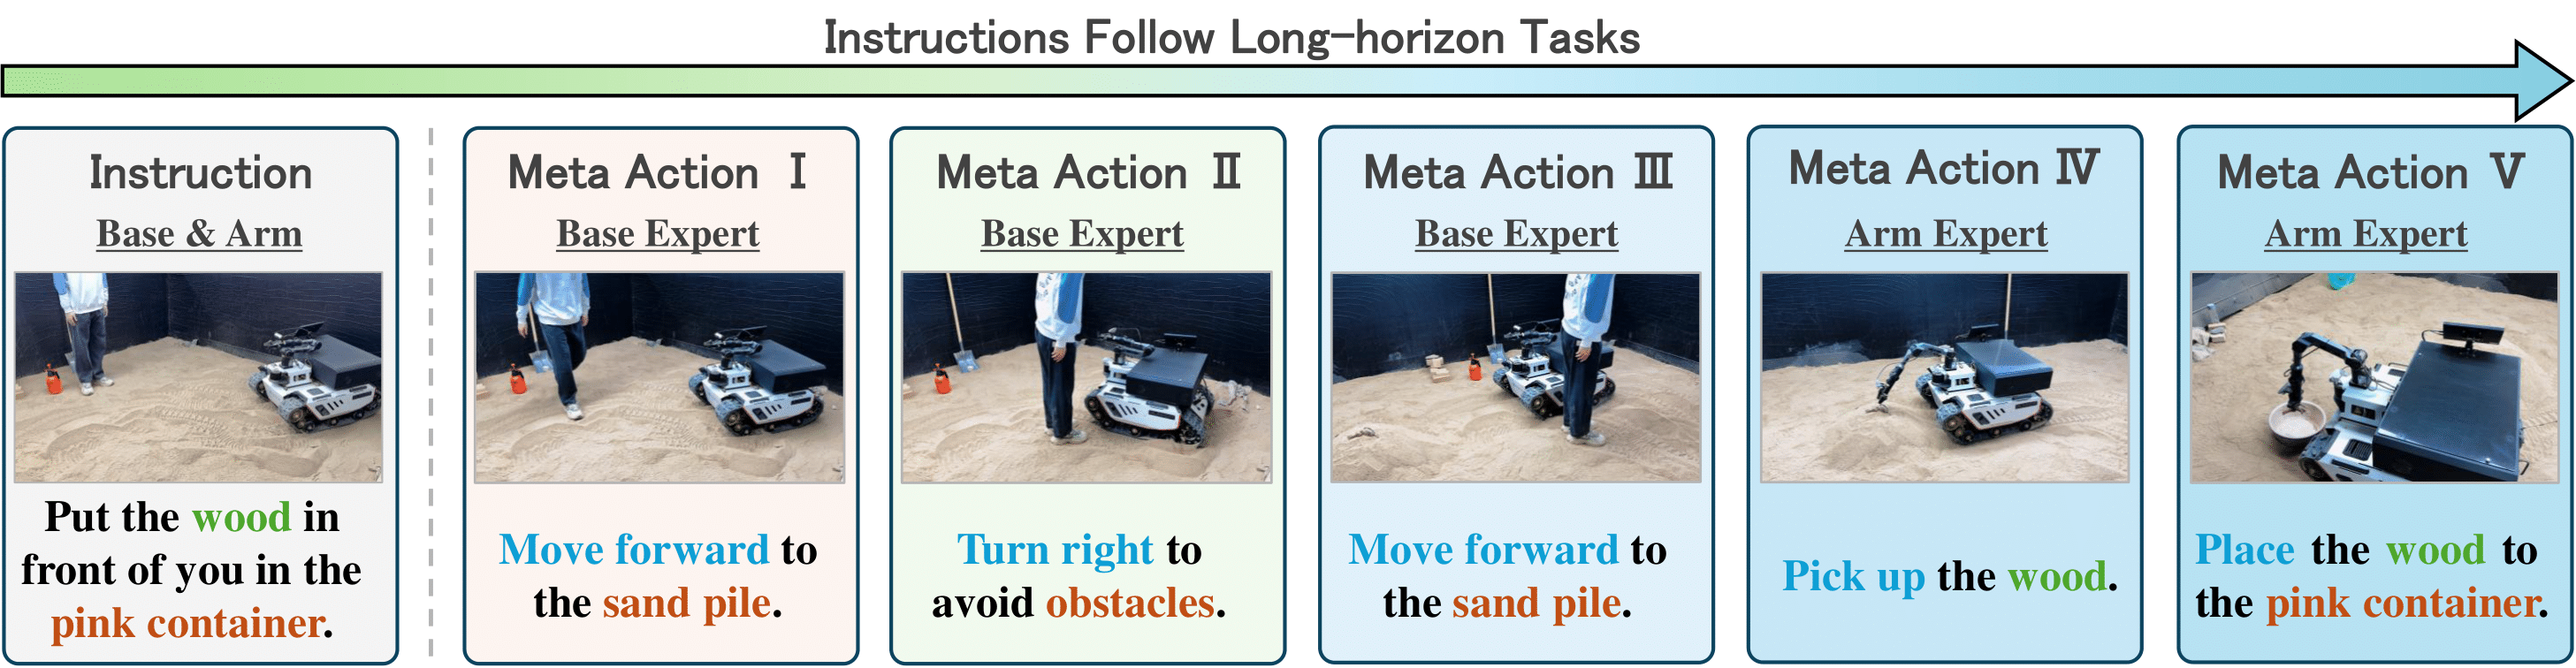 Instructions Follow Long-horizon Tasks
Instruction
Base & Arm
Put the wood in
front of you in the
pink container.
Meta Action Ⅰ
Base Expert
Move forward to
the sand pile.
Meta Action Ⅱ
Base Expert
Turn right to
avoid obstacles.
Meta Action Ⅲ
Base Expert
Move forward to
the sand pile.
Meta Action Ⅳ
Arm Expert
Pick up the wood.
Meta Action Ⅴ
Arm Expert
Place the wood to
the pink container.